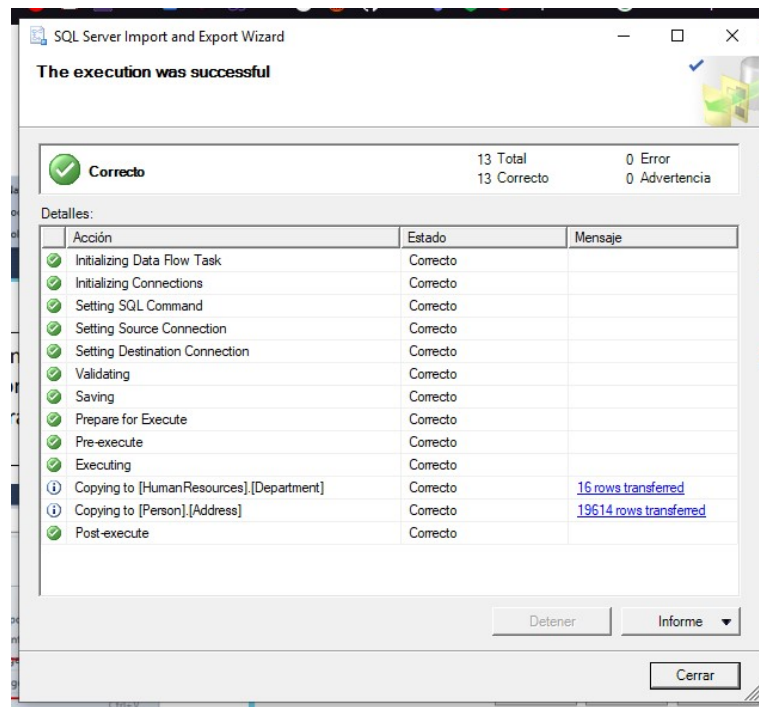 SQL Server Import and Export Wizard
The execution was successful
Correcto
13 Total
0 Error
13 Correcto
0 Advertencia
Detalles:
Acción Estado Mensaje
Initializing Data Flow Task Correcto
Initializing Connections Correcto
Setting SQL Command Correcto
Setting Source Connection Correcto
Setting Destination Connection Correcto
Validating Correcto
Saving Correcto
Prepare for Execute Correcto
Pre-execute Correcto
Executing Correcto
Copying to [HumanResources].[Department] Correcto 16 rows transferred
Copying to [Person].[Address] Correcto 19614 rows transferred
Post-execute Correcto
Detener Informe
Cerrar